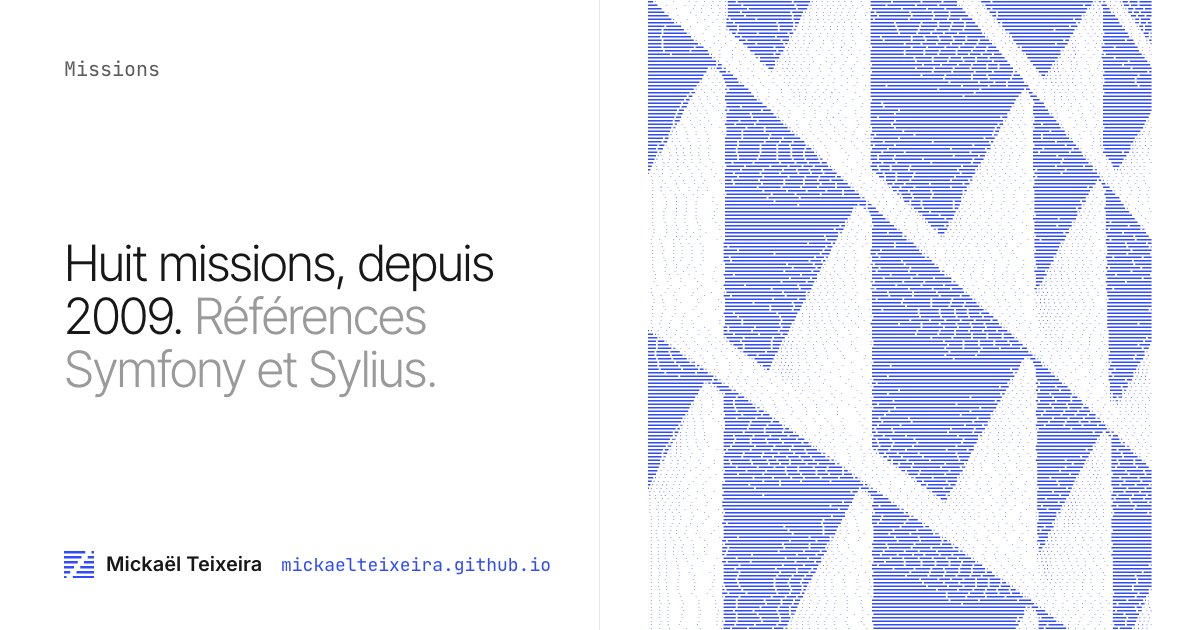 Missions
Huit missions, depuis
2009. Références
Symfony et Sylius.
Mickaël Teixeira mickaelteixeira.github.io